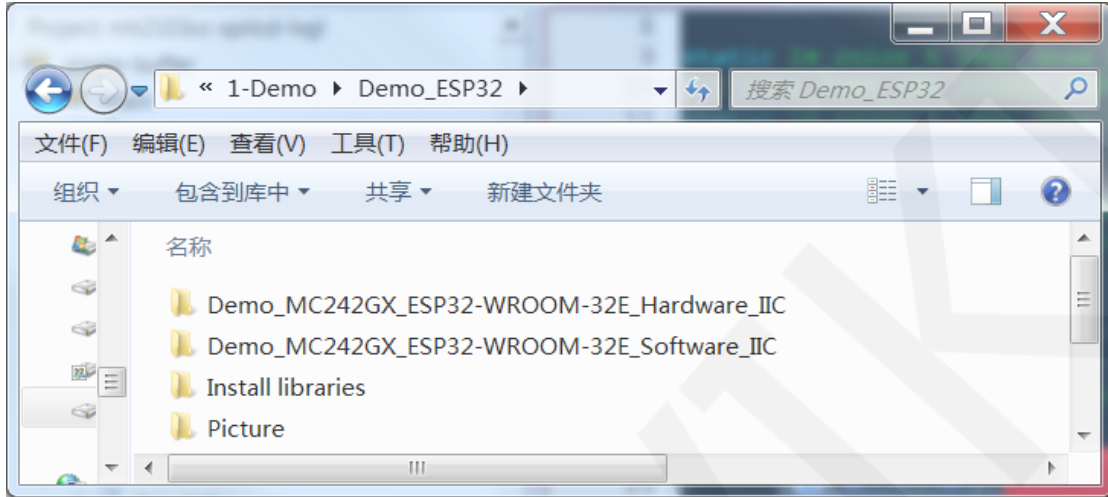 « 1-Demo ▸ Demo_ESP32 ▸ 搜索 Demo_ESP32
文件(F) 编辑(E) 查看(V) 工具(T) 帮助(H)
组织 包含到库中 共享 新建文件夹
名称
Demo_MC242GX_ESP32-WROOM-32E_Hardware_IIC
Demo_MC242GX_ESP32-WROOM-32E_Software_IIC
Install libraries
Picture